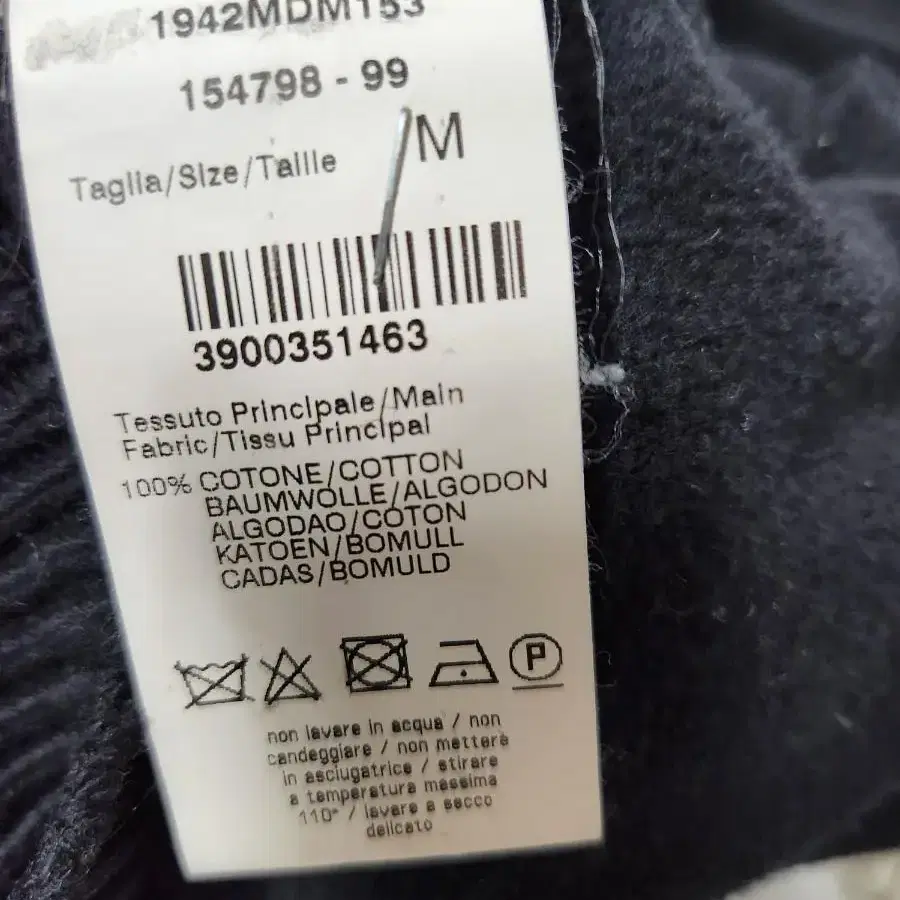 1942MDM153
154798 - 99
Taglia/Size/Taille M
3900351463
Tessuto Principale/Main
Fabric/Tissu Principal
100% COTONE/COTTON
BAUMWOLLE/ALGODON
ALGODAO/COTON
KATOEN/BOMULL
CADAS/BOMULD
P
non lavare in acqua / non
candeggiare / non mettere
in asciugatrice / stirare
a temperatura massima
110° / lavare a secco
delicato